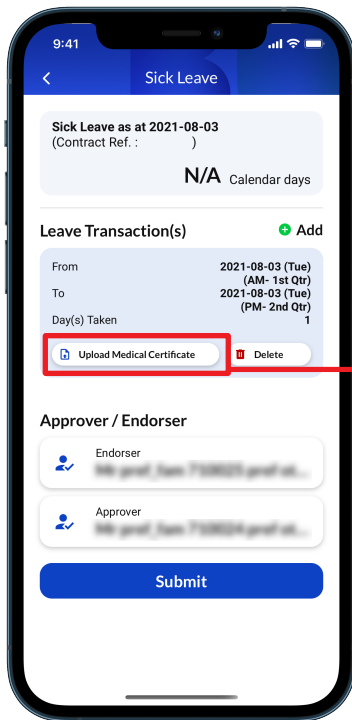 9:41
Sick Leave
Sick Leave as at 2021-08-03
(Contract Ref. : )
N/A Calendar days
Leave Transaction(s) Add
From 2021-08-03 (Tue)
(AM- 1st Qtr)
To 2021-08-03 (Tue)
(PM- 2nd Qtr)
Day(s) Taken 1
Upload Medical Certificate Delete
Approver / Endorser
Endorser
Approver
Submit